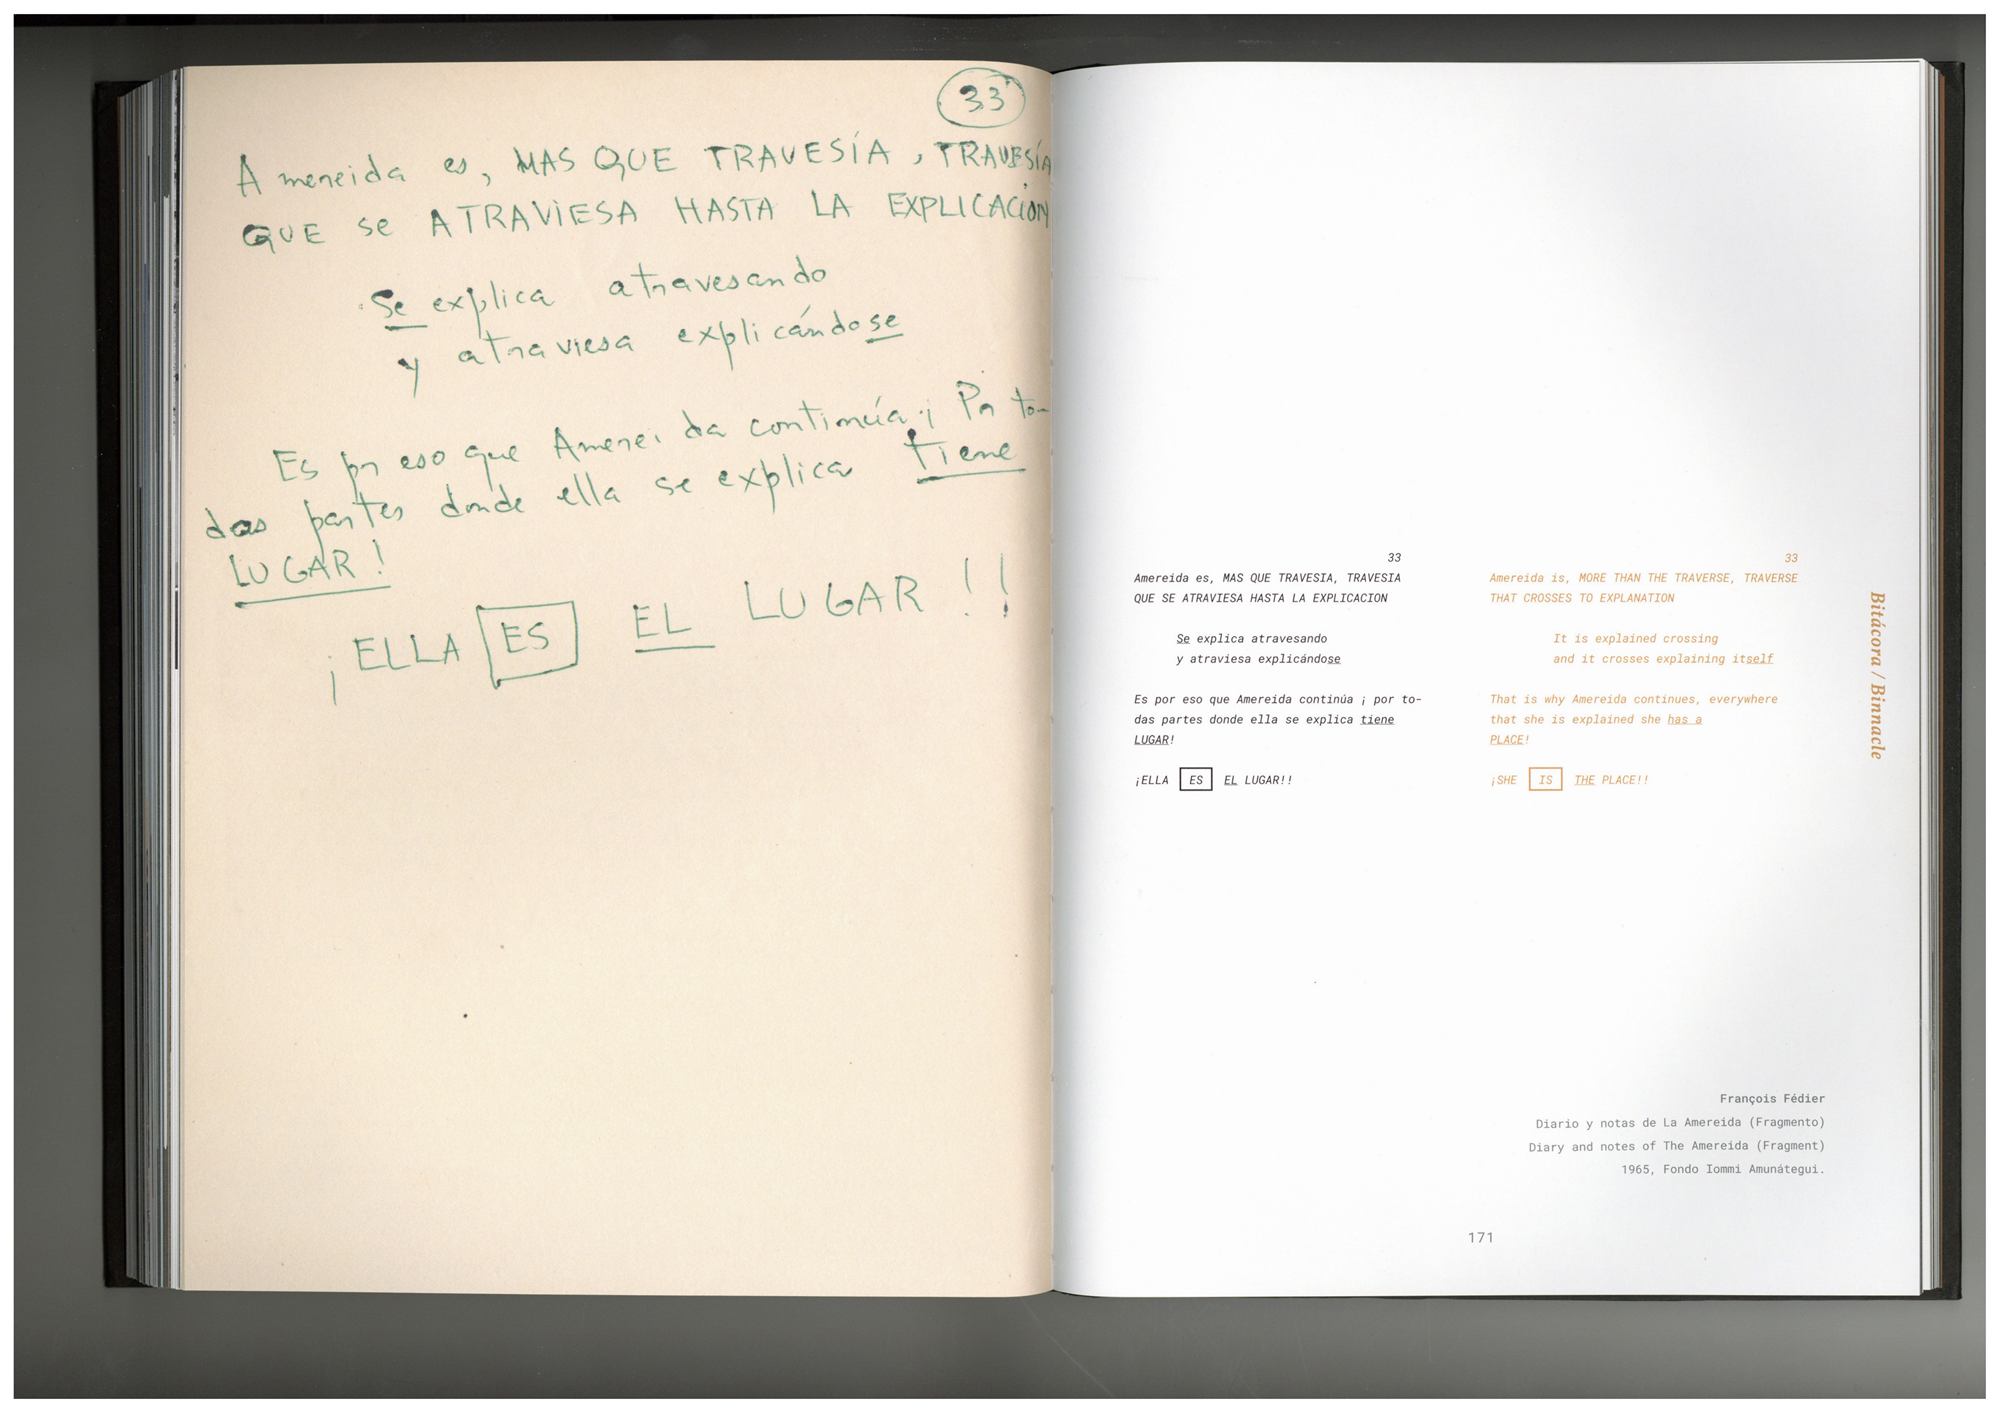 33
Amereida es, MAS QUE TRAVESÍA, TRAVESÍA
QUE se ATRAVIESA HASTA LA EXPLICACION
Se explica atravesando
y atraviesa explicándose
Es por eso que Amereida continúa ¡ Por to-
das partes donde ella se explica tiene
LUGAR!
¡ELLA ES EL LUGAR!!
33
Amereida es, MAS QUE TRAVESIA, TRAVESIA
QUE SE ATRAVIESA HASTA LA EXPLICACION
Se explica atravesando
y atraviesa explicándose
Es por eso que Amereida continúa ¡ por to-
das partes donde ella se explica tiene
LUGAR!
¡ELLA ES EL LUGAR!!
33
Amereida is, MORE THAN THE TRAVERSE, TRAVERSE
THAT CROSSES TO EXPLANATION
It is explained crossing
and it crosses explaining itself
That is why Amereida continues, everywhere
that she is explained she has a
PLACE!
¡SHE IS THE PLACE!!
Bitácora / Binnacle
François Fédier
Diario y notas de La Amereida (Fragmento)
Diary and notes of The Amereida (Fragment)
1965, Fondo Iommi Amunátegui.
171